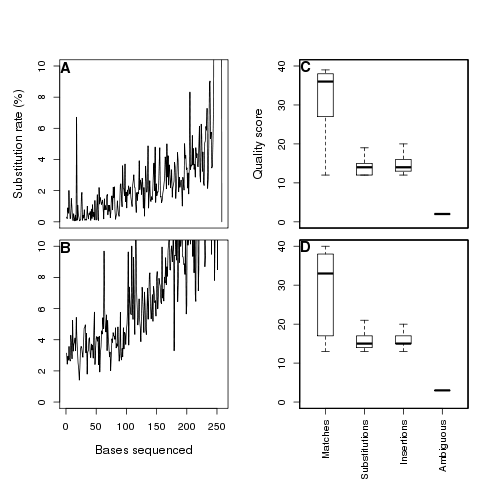 A
C
10
8
6
4
2
0
Substitution rate (%)
40
30
20
10
0
Quality score
B
D
10
8
6
4
2
0
40
30
20
10
0
0 50 100 150 200 250
Bases sequenced
Matches
Substitutions
Insertions
Ambiguous